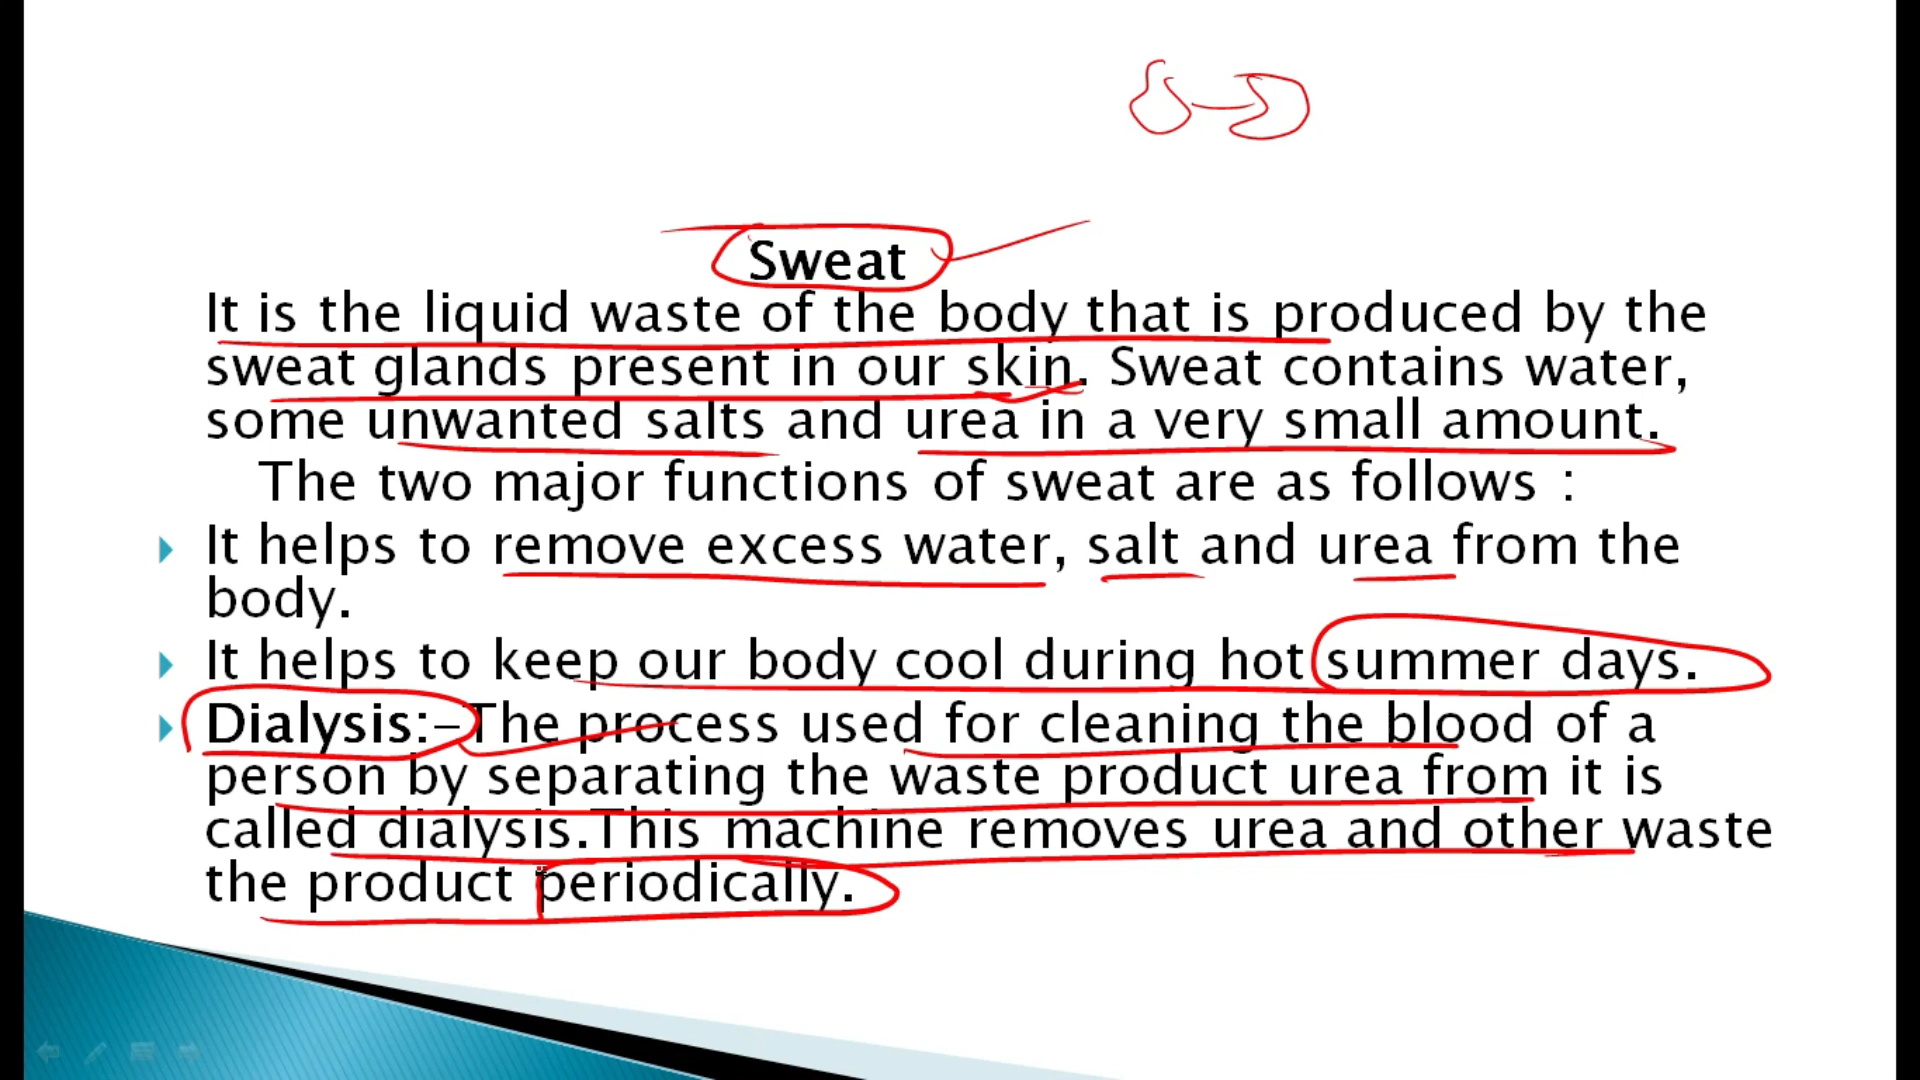 Sweat
It is the liquid waste of the body that is produced by the
sweat glands present in our skin. Sweat contains water,
some unwanted salts and urea in a very small amount.
The two major functions of sweat are as follows :
It helps to remove excess water, salt and urea from the
body.
It helps to keep our body cool during hot summer days.
Dialysis:-The process used for cleaning the blood of a
person by separating the waste product urea from it is
called dialysis.This machine removes urea and other waste
the product periodically.